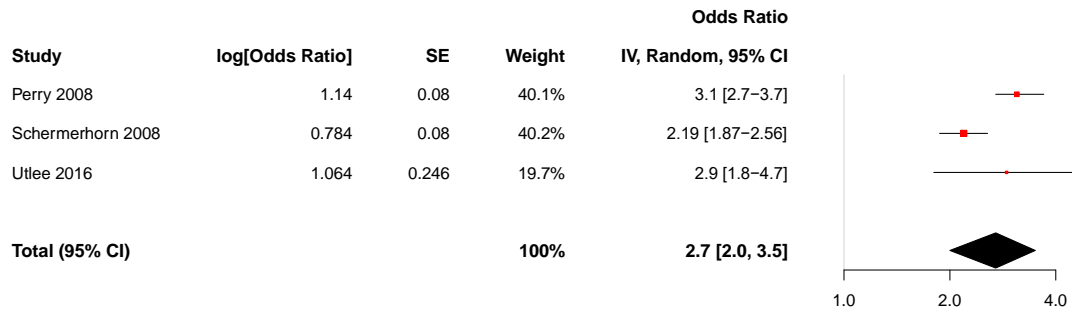 Odds Ratio
Study log[Odds Ratio] SE Weight IV, Random, 95% CI
Perry 2008 1.14 0.08 40.1% 3.1 [2.7−3.7]
Schermerhorn 2008 0.784 0.08 40.2% 2.19 [1.87−2.56]
Utlee 2016 1.064 0.246 19.7% 2.9 [1.8−4.7]
Total (95% CI) 100% 2.7 [2.0, 3.5]
1.0 2.0 4.0